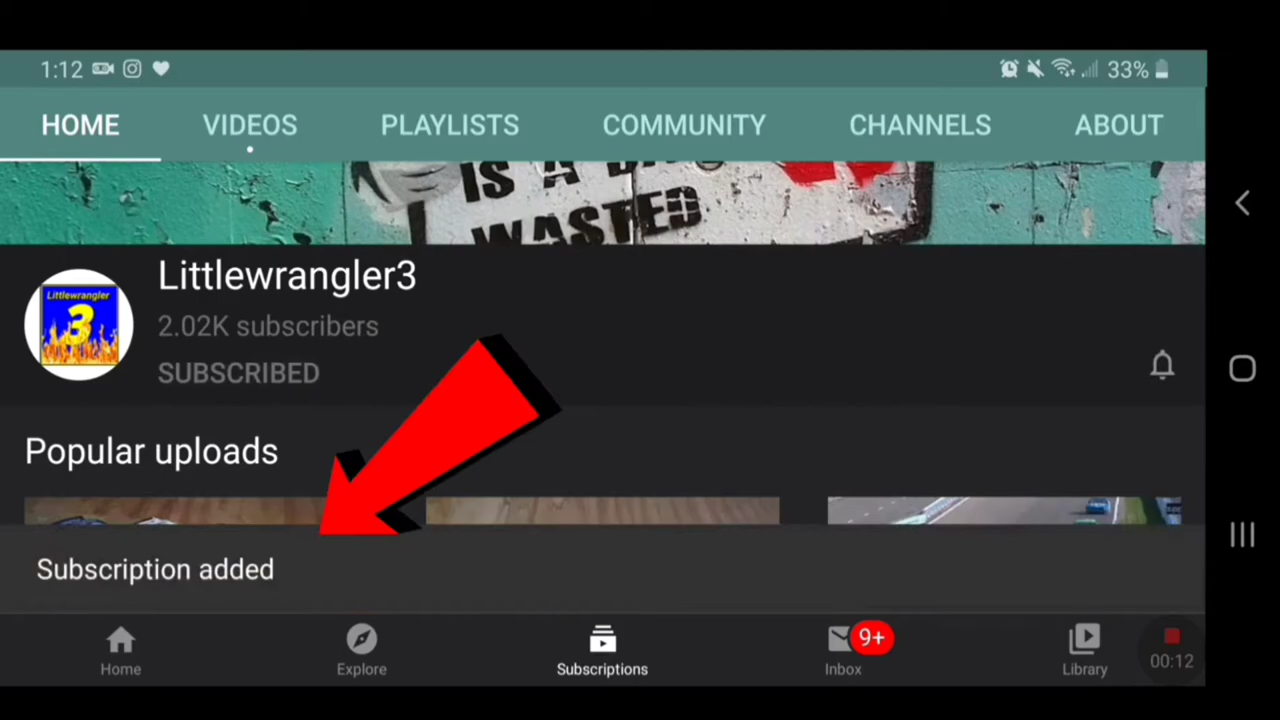 1:12
33%
HOME
VIDEOS
PLAYLISTS
COMMUNITY
CHANNELS
ABOUT
IS A
WASTED
Littlewrangler3
Littlewrangler
3
2.02K subscribers
SUBSCRIBED
Popular uploads
Subscription added
Home
Explore
Subscriptions
9+
Inbox
Library
00:12